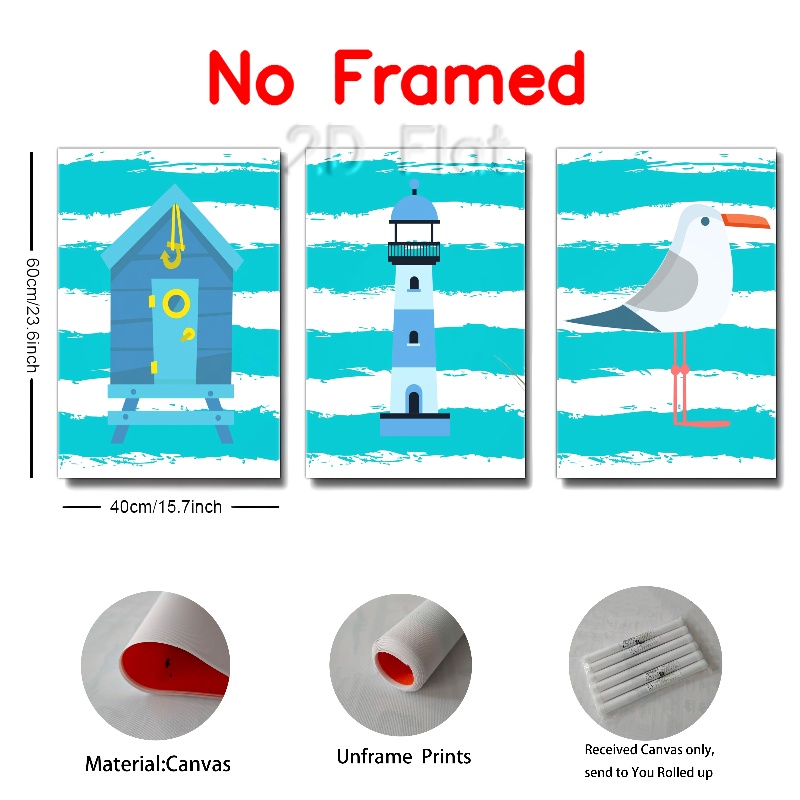 No Framed
2D Flat
60cm/23.6inch
40cm/15.7inch
Material:Canvas
Unframe Prints
Received Canvas only,
send to You Rolled up